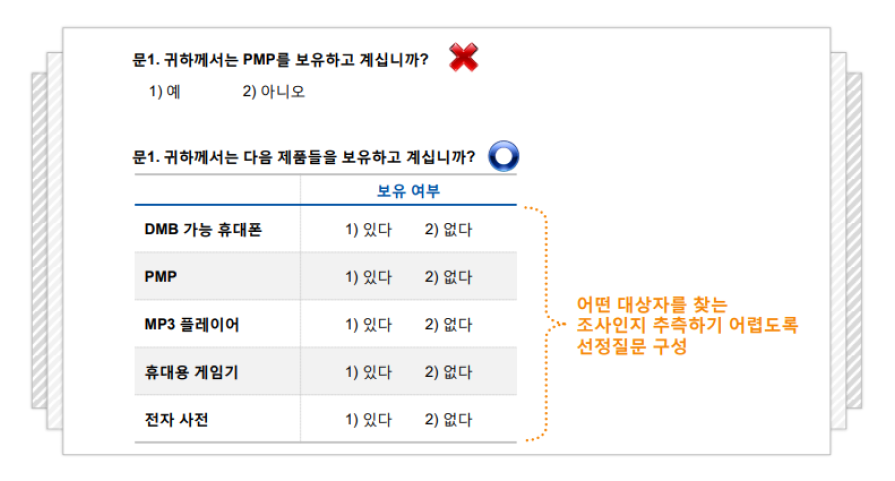 문1. 귀하께서는 PMP를 보유하고 계십니까?
1) 예 2) 아니오
문1. 귀하께서는 다음 제품들을 보유하고 계십니까?
보유 여부
DMB 가능 휴대폰 1) 있다 2) 없다
PMP 1) 있다 2) 없다
MP3 플레이어 1) 있다 2) 없다
휴대용 게임기 1) 있다 2) 없다
전자 사전 1) 있다 2) 없다
어떤 대상자를 찾는
조사인지 추측하기 어렵도록
선정질문 구성